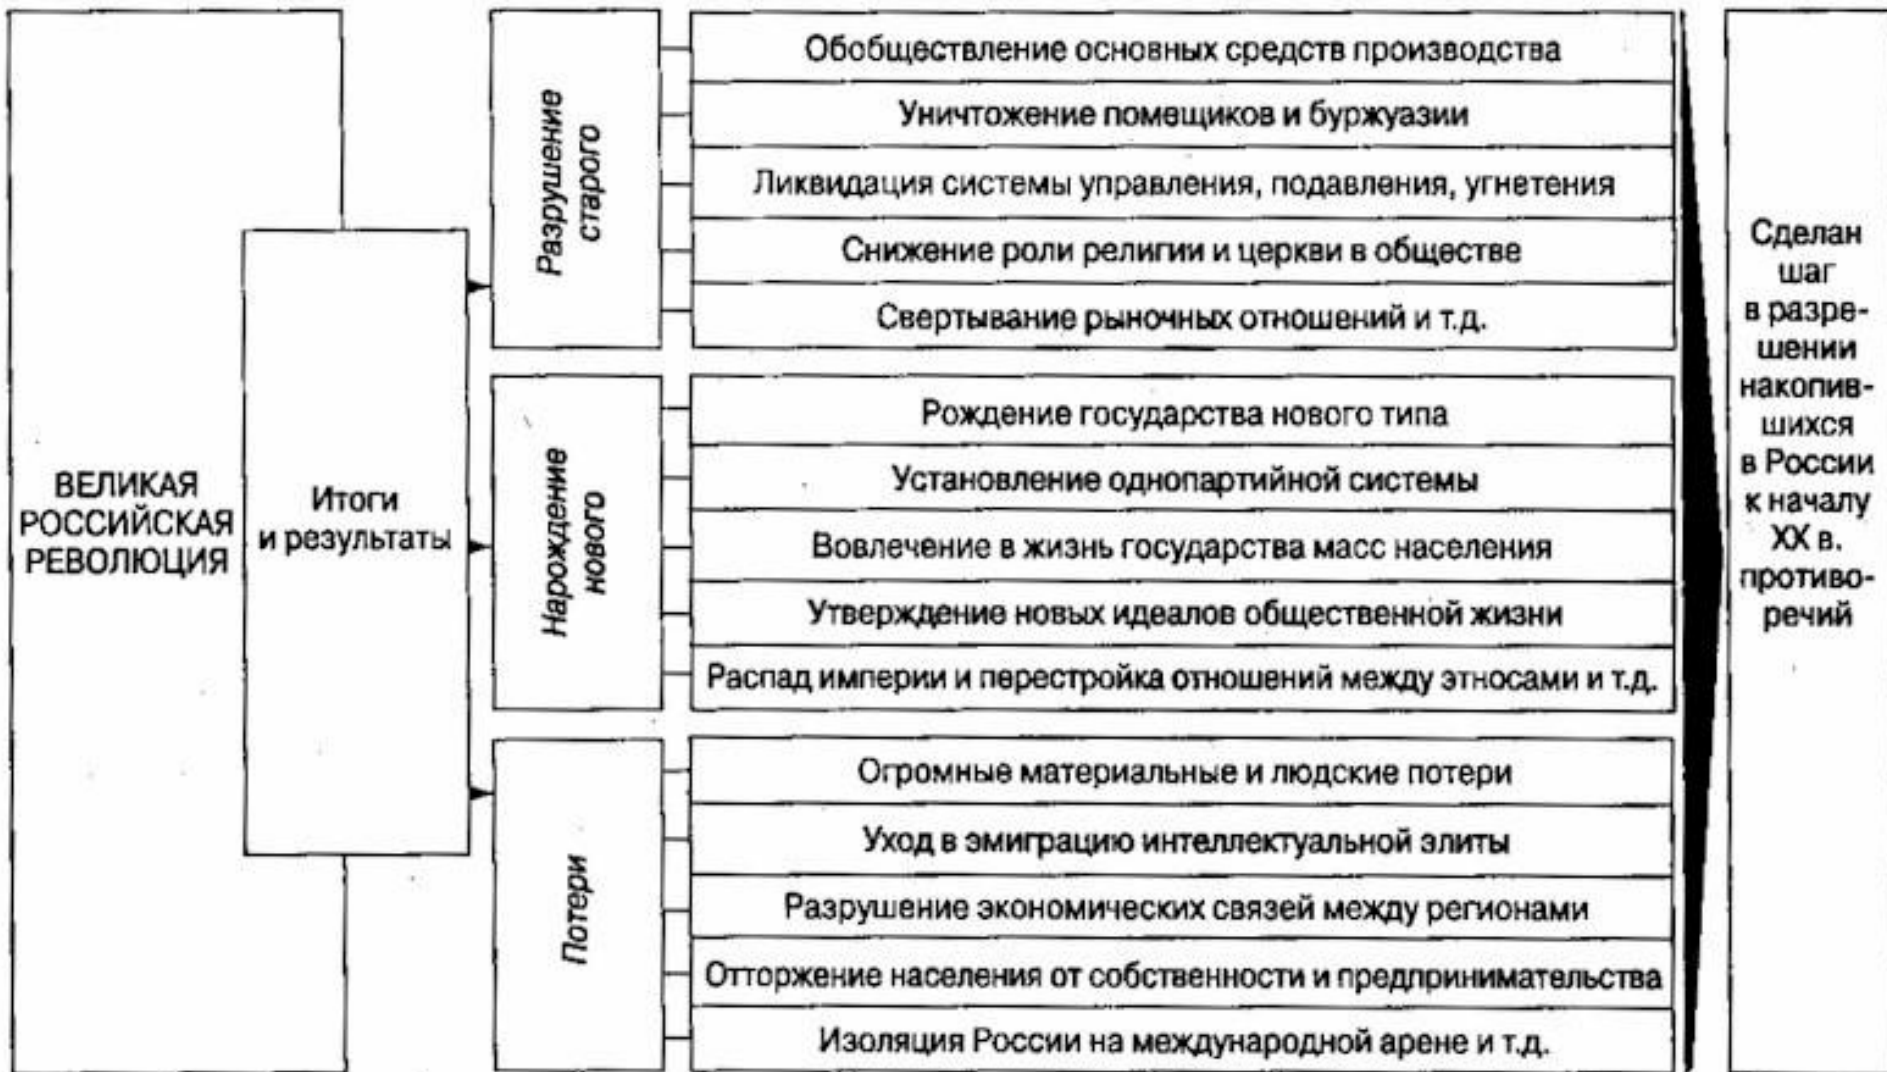 ВЕЛИКАЯ
РОССИЙСКАЯ
РЕВОЛЮЦИЯ
Итоги
и результаты
Разрушение
старого
Обобществление основных средств производства
Уничтожение помещиков и буржуазии
Ликвидация системы управления, подавления, угнетения
Снижение роли религии и церкви в обществе
Свертывание рыночных отношений и т.д.
Нарождение
нового
Рождение государства нового типа
Установление однопартийной системы
Вовлечение в жизнь государства масс населения
Утверждение новых идеалов общественной жизни
Распад империи и перестройка отношений между этносами и т.д.
Потери
Огромные материальные и людские потери
Уход в эмиграцию интеллектуальной элиты
Разрушение экономических связей между регионами
Отторжение населения от собственности и предпринимательства
Изоляция России на международной арене и т.д.
Сделан
шаг
в разре-
шении
накопив-
шихся
в России
к началу
XX в.
противо-
речий